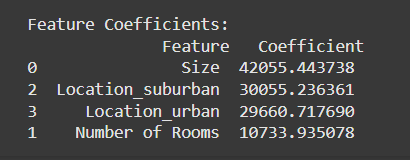 Feature Coefficients:
Feature Coefficient
0 Size 42055.443738
2 Location_suburban 30055.236361
3 Location_urban 29660.717690
1 Number of Rooms 10733.935078